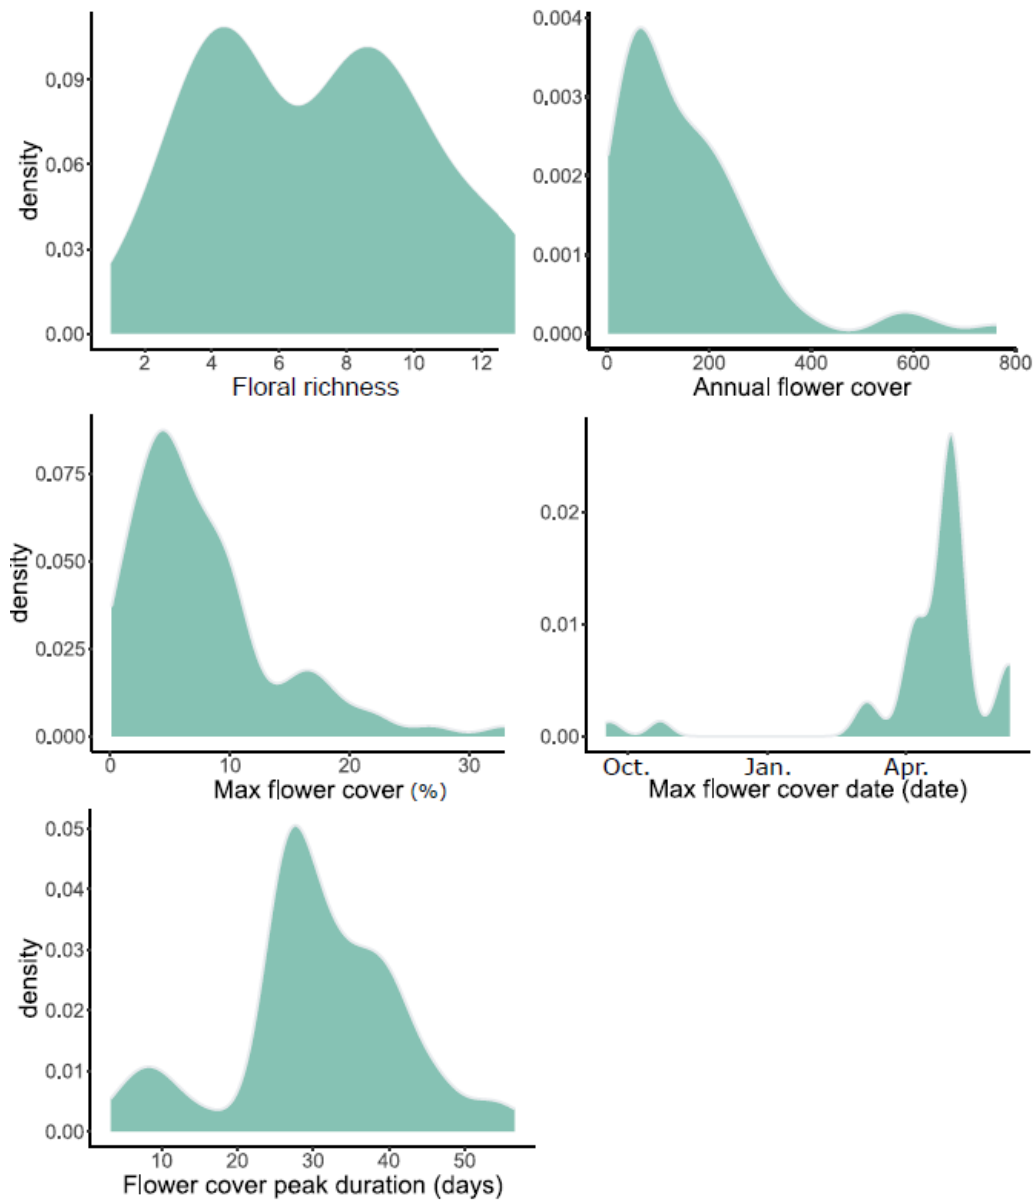 density
0.09
0.06
0.03
0.00
2 4 6 8 10 12
Floral richness
0.004
0.003
0.002
0.001
0.000
0 200 400 600 800
Annual flower cover
density
0.075
0.050
0.025
0.000
0 10 20 30
Max flower cover (%)
0.02
0.01
0.00
Oct. Jan. Apr.
Max flower cover date (date)
density
0.05
0.04
0.03
0.02
0.01
0.00
10 20 30 40 50
Flower cover peak duration (days)